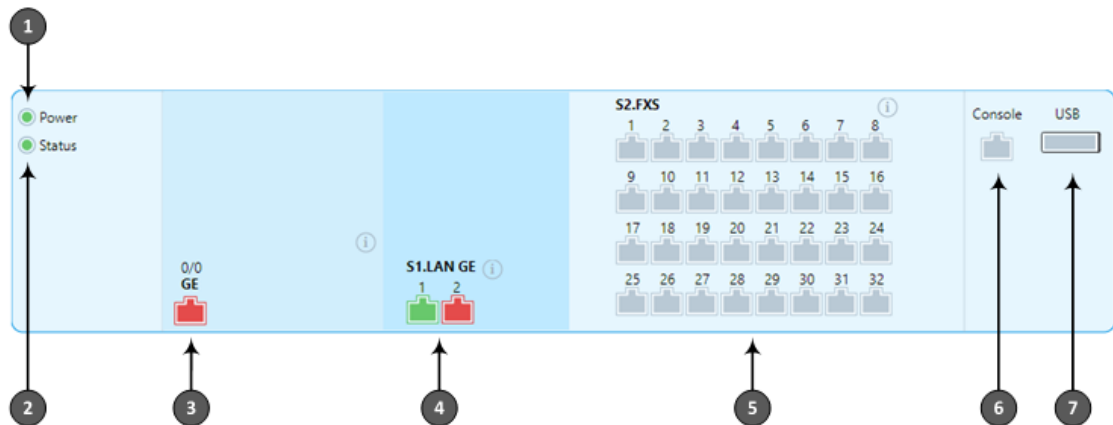 1
Power
Status
0/0
GE
S1.LAN GE i
1 2
i
S2.FXS i
1 2 3 4 5 6 7 8
9 10 11 12 13 14 15 16
17 18 19 20 21 22 23 24
25 26 27 28 29 30 31 32
Console USB
2 3 4 5 6 7